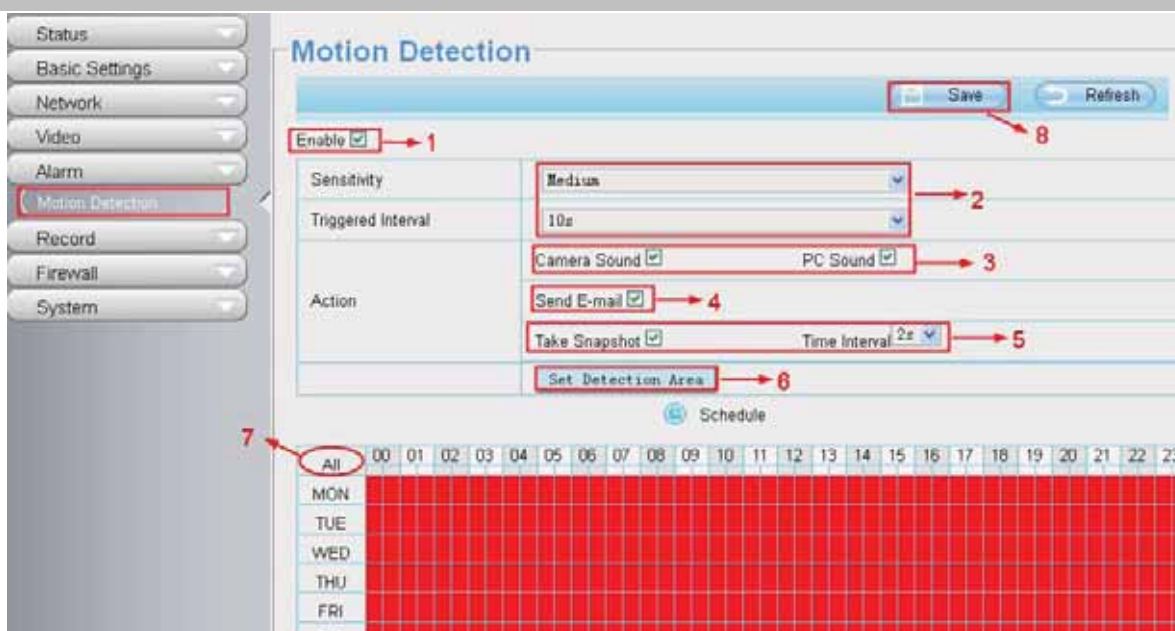 Status
Basic Settings
Network
Video
Alarm
Motion Detection
Record
Firewall
System
Motion Detection
Save
Refresh
8
Enable
1
Sensitivity
Medium
2
Triggered Interval
10s
Camera Sound
PC Sound
3
Action
Send E-mail
4
Take Snapshot
Time Interval 2s
5
Set Detection Area
6
Schedule
7
All 00 01 02 03 04 05 06 07 08 09 10 11 12 13 14 15 16 17 18 19 20 21 22 23
MON
TUE
WED
THU
FRI